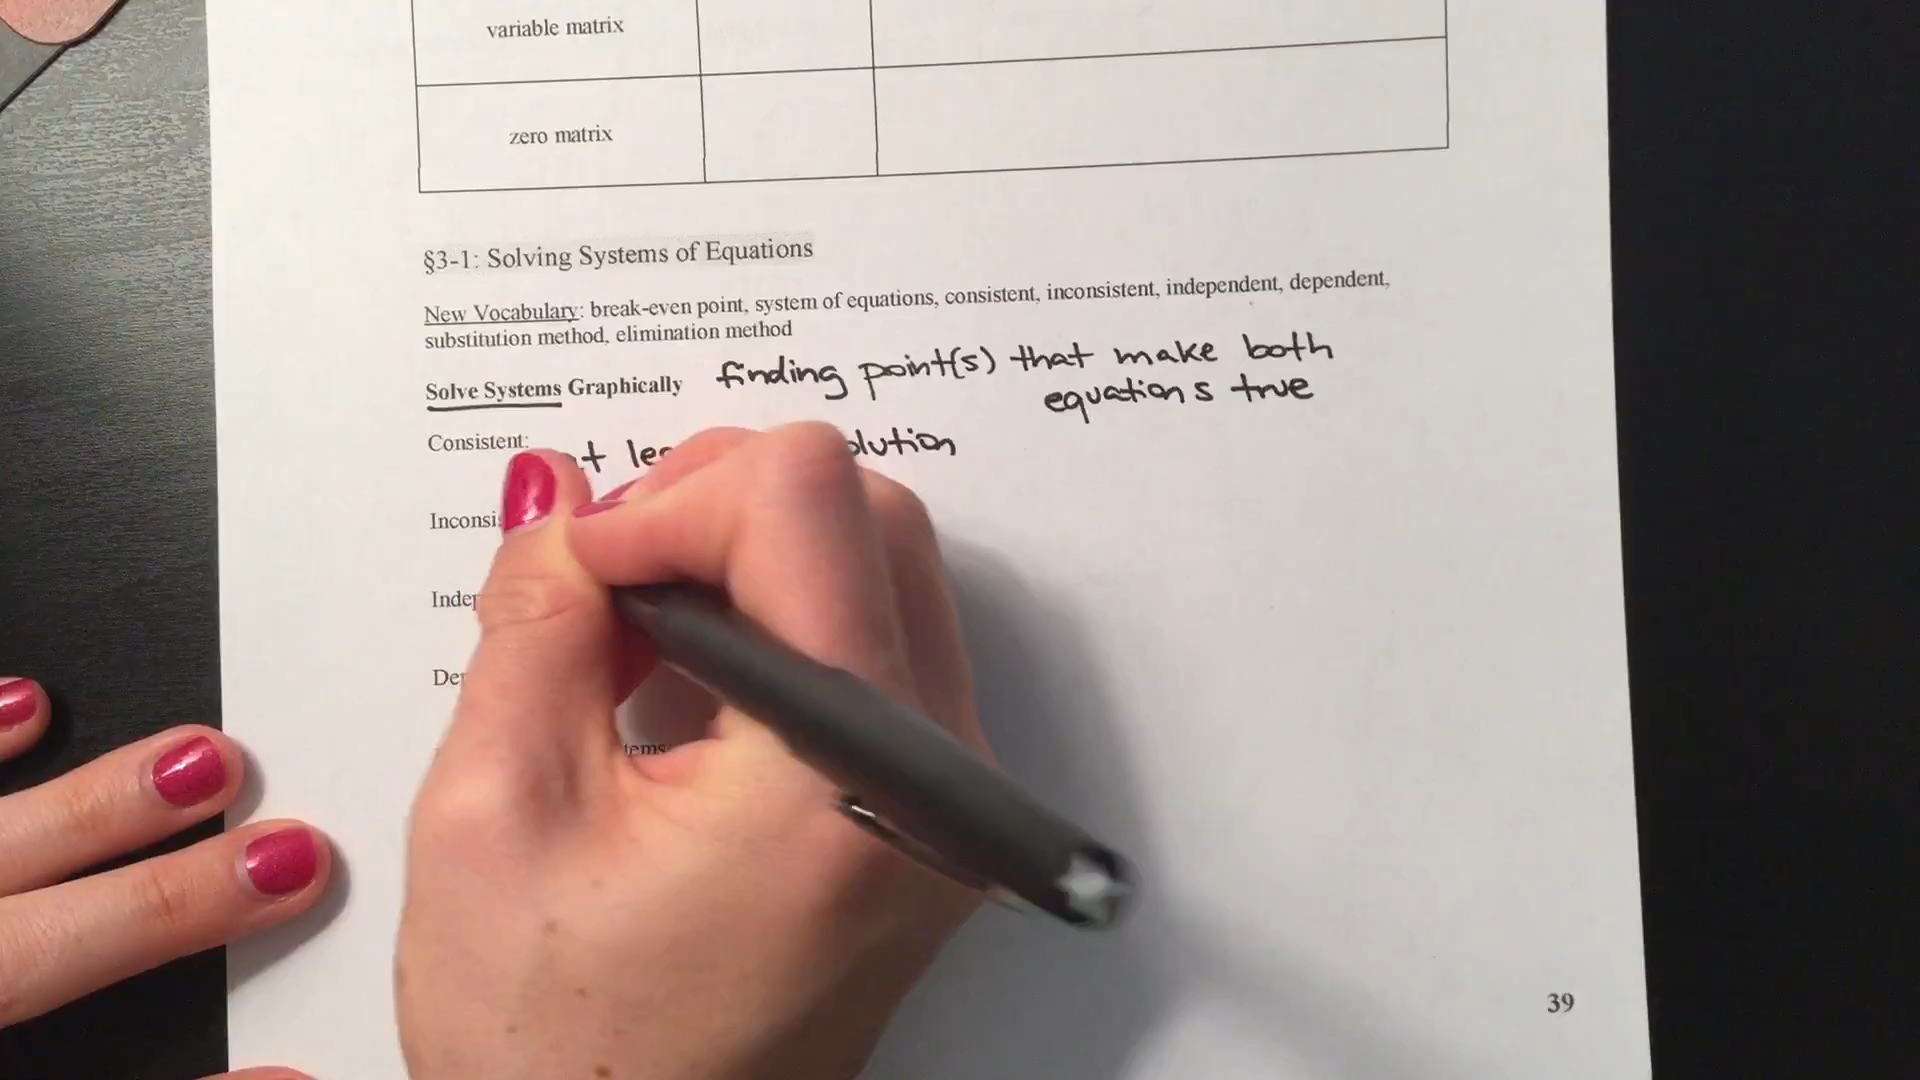 variable matrix
zero matrix
§3-1: Solving Systems of Equations
New Vocabulary: break-even point, system of equations, consistent, inconsistent, independent, dependent,
substitution method, elimination method
Solve Systems Graphically finding point(s) that make both
equations true
Consistent:
39